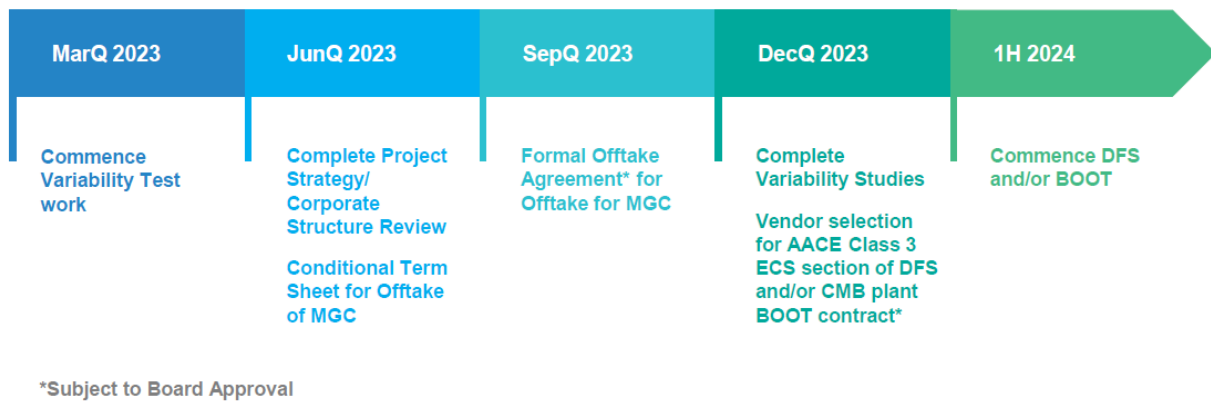 MarQ 2023
JunQ 2023
SepQ 2023
DecQ 2023
1H 2024
Commence
Variability Test
work
Complete Project
Strategy/
Corporate
Structure Review
Conditional Term
Sheet for Offtake
of MGC
Formal Offtake
Agreement* for
Offtake for MGC
Complete
Variability Studies
Vendor selection
for AACE Class 3
ECS section of DFS
and/or CMB plant
BOOT contract*
Commence DFS
and/or BOOT
*Subject to Board Approval